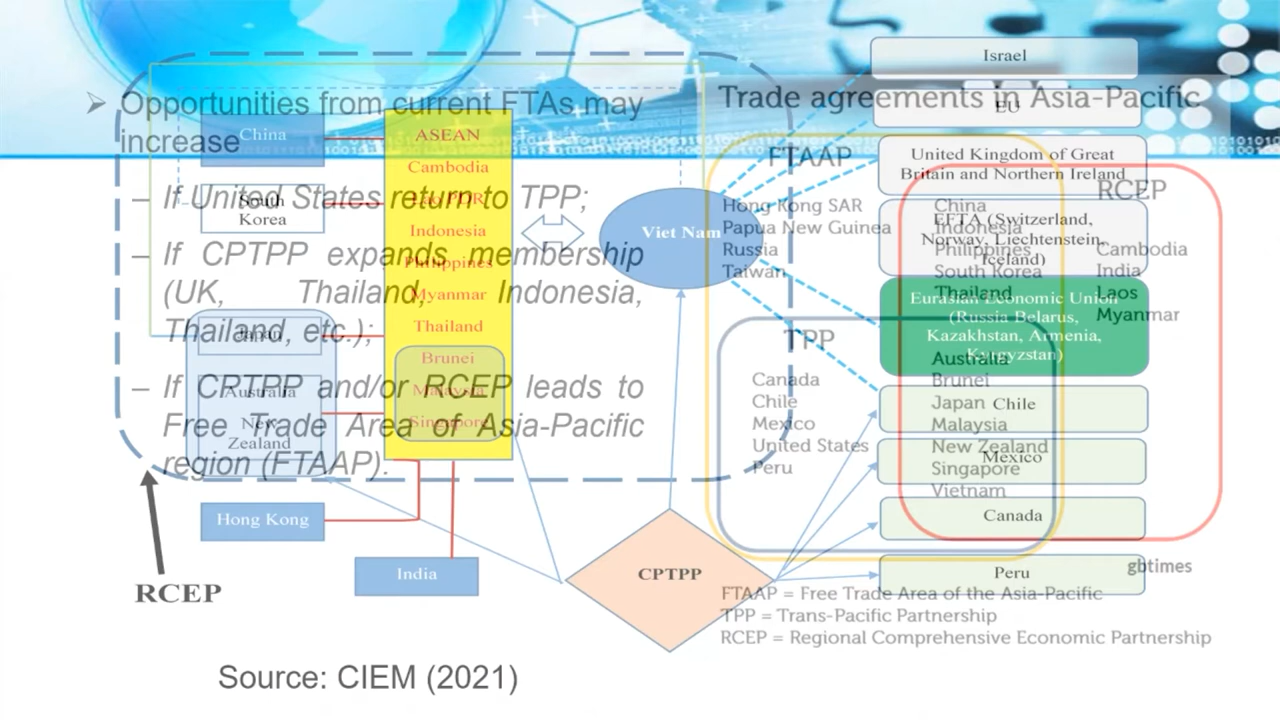 ➢ Opportunities from current FTAs may
increase
– If United States return to TPP;
– If CPTPP expands membership
(UK, Thailand, Indonesia,
Thailand, etc.);
– If CPTPP and/or RCEP leads to
Free Trade Area of Asia-Pacific
region (FTAAP).
China
South
Korea
Japan
Australia
New
Zealand
Hong Kong
India
RCEP
ASEAN
Cambodia
Lao PDR
Indonesia
Philippines
Myanmar
Thailand
Brunei
Malaysia
Singapore
Viet Nam
CPTPP
Israel
EU
United Kingdom of Great
Britain and Northern Ireland
EFTA (Switzerland,
Norway, Liechtenstein,
Iceland)
Eurasian Economic Union
(Russia Belarus,
Kazakhstan, Armenia,
Kyrgyzstan)
Chile
Mexico
Canada
Peru
Trade agreements in Asia-Pacific
FTAAP
Hong Kong SAR
Papua New Guinea
Russia
Taiwan
China
Indonesia
Philippines
South Korea
Thailand
RCEP
Cambodia
India
Laos
Myanmar
TPP
Canada
Chile
Mexico
United States
Peru
Australia
Brunei
Japan
Malaysia
New Zealand
Singapore
Vietnam
gbtimes
FTAAP = Free Trade Area of the Asia-Pacific
TPP = Trans-Pacific Partnership
RCEP = Regional Comprehensive Economic Partnership
Source: CIEM (2021)